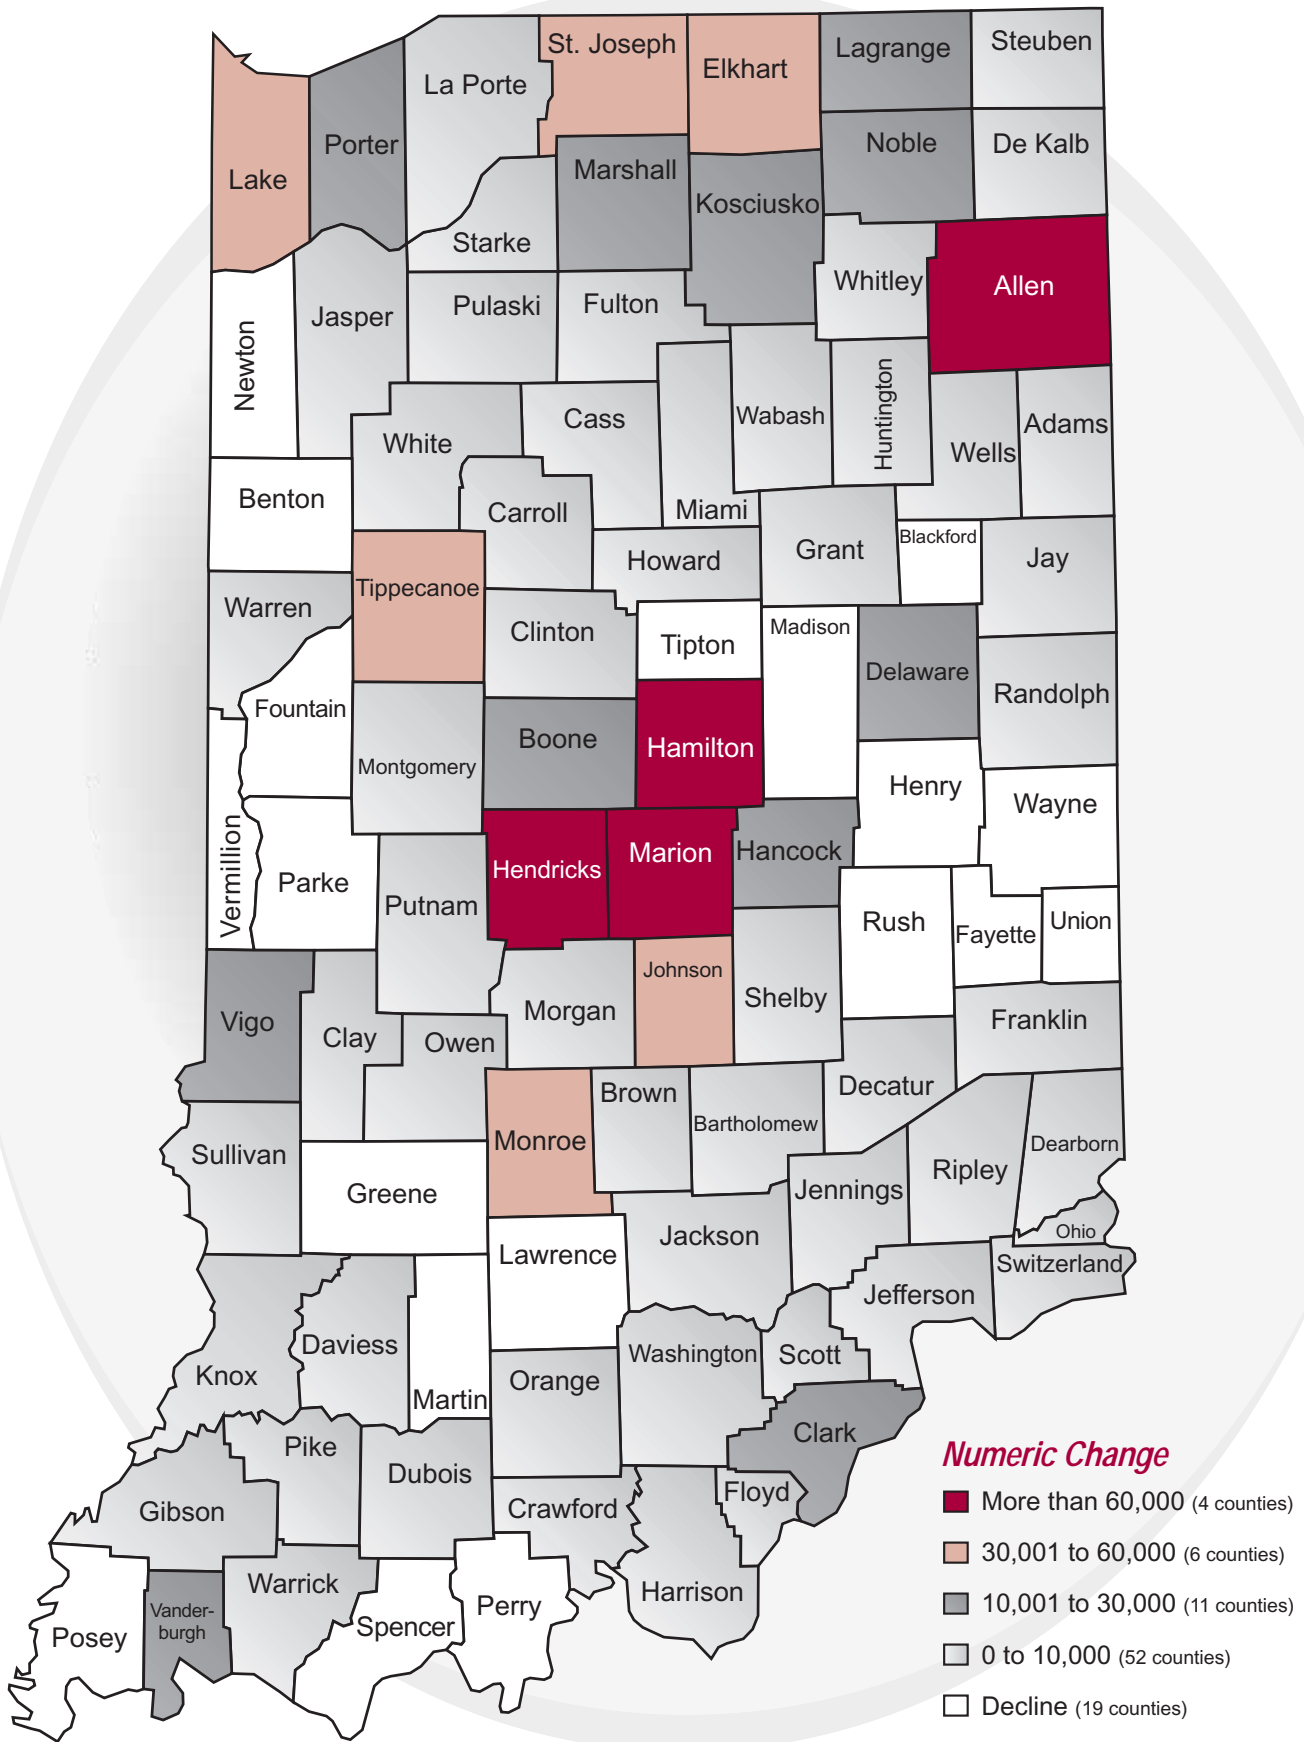 St. Joseph
Elkhart
Lagrange
Steuben
La Porte
Porter
Lake
Marshall
Noble
De Kalb
Kosciusko
Starke
Whitley
Allen
Newton
Jasper
Pulaski
Fulton
White
Cass
Wabash
Huntington
Wells
Adams
Benton
Carroll
Miami
Grant
Blackford
Jay
Howard
Tippecanoe
Warren
Clinton
Tipton
Madison
Delaware
Randolph
Fountain
Montgomery
Boone
Hamilton
Henry
Wayne
Vermillion
Parke
Putnam
Hendricks
Marion
Hancock
Rush
Fayette
Union
Vigo
Clay
Owen
Morgan
Johnson
Shelby
Franklin
Decatur
Brown
Bartholomew
Monroe
Sullivan
Greene
Jennings
Ripley
Dearborn
Ohio
Switzerland
Jackson
Lawrence
Jefferson
Knox
Daviess
Martin
Orange
Washington
Scott
Clark
Pike
Dubois
Gibson
Crawford
Floyd
Harrison
Warrick
Vander-
burgh
Posey
Spencer
Perry
Numeric Change
More than 60,000 (4 counties)
30,001 to 60,000 (6 counties)
10,001 to 30,000 (11 counties)
0 to 10,000 (52 counties)
Decline (19 counties)